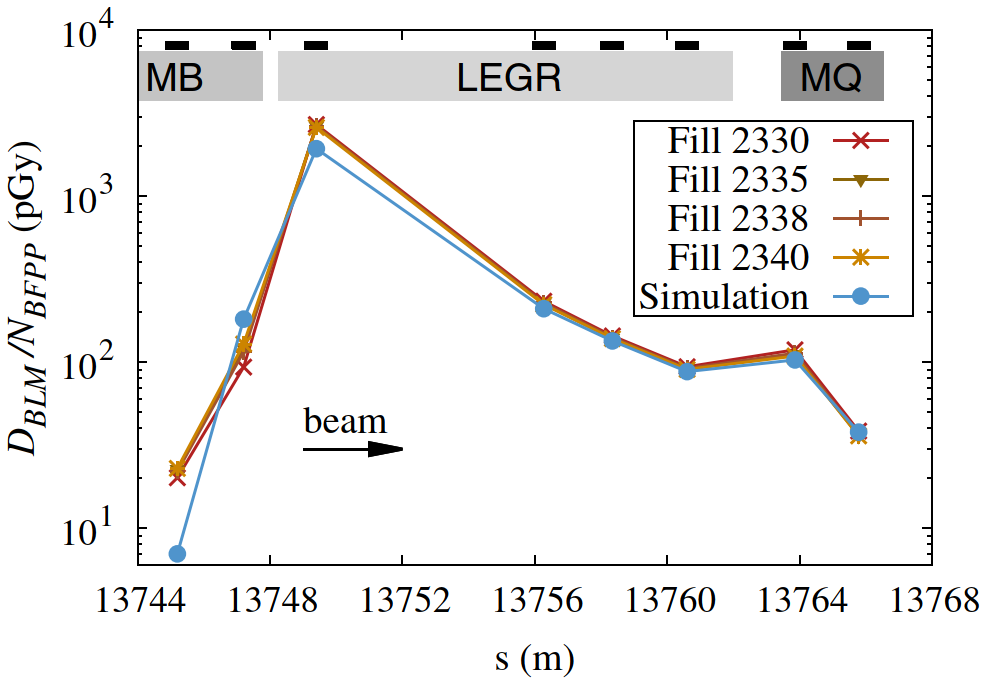 10^4
MB LEGR MQ
Fill 2330
10^3
Fill 2335
Fill 2338
Fill 2340
Simulation
D_BLM/N_BFPP (pGy)
10^2
beam
10^1
13744 13748 13752 13756 13760 13764 13768
s (m)